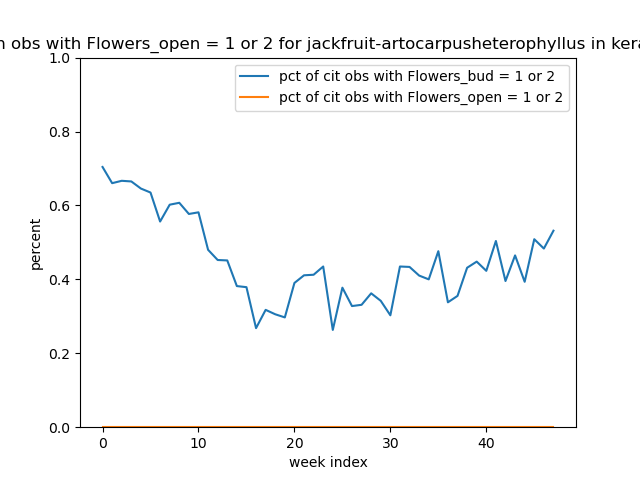 obs with Flowers_open = 1 or 2 for jackfruit-artocarpusheterophyllus in
pct of cit obs with Flowers_bud = 1 or 2
pct of cit obs with Flowers_open = 1 or 2
1.0
0.8
0.6
0.4
0.2
0.0
percent
0 10 20 30 40
week index